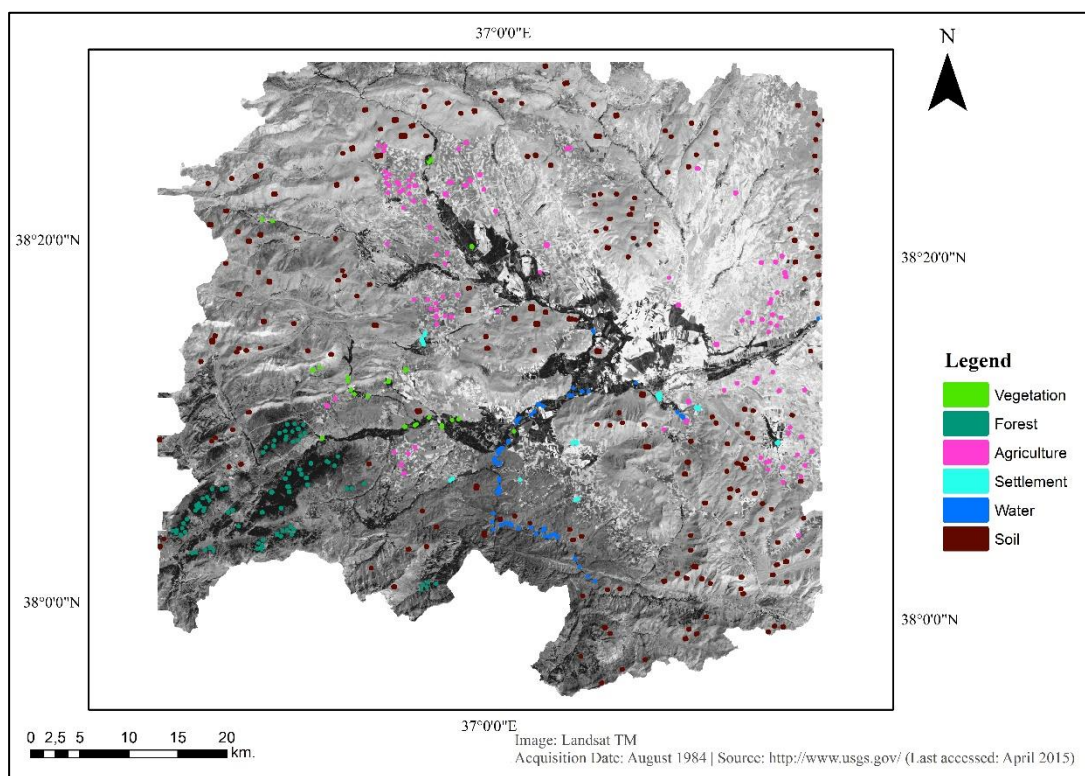 37°0'0"E
N
38°20'0"N
38°20'0"N
Legend
Vegetation
Forest
Agriculture
Settlement
Water
Soil
38°0'0"N
38°0'0"N
37°0'0"E
0 2,5 5 10 15 20
km.
Image: Landsat TM
Acquisition Date: August 1984 | Source: http://www.usgs.gov/ (Last accessed: April 2015)